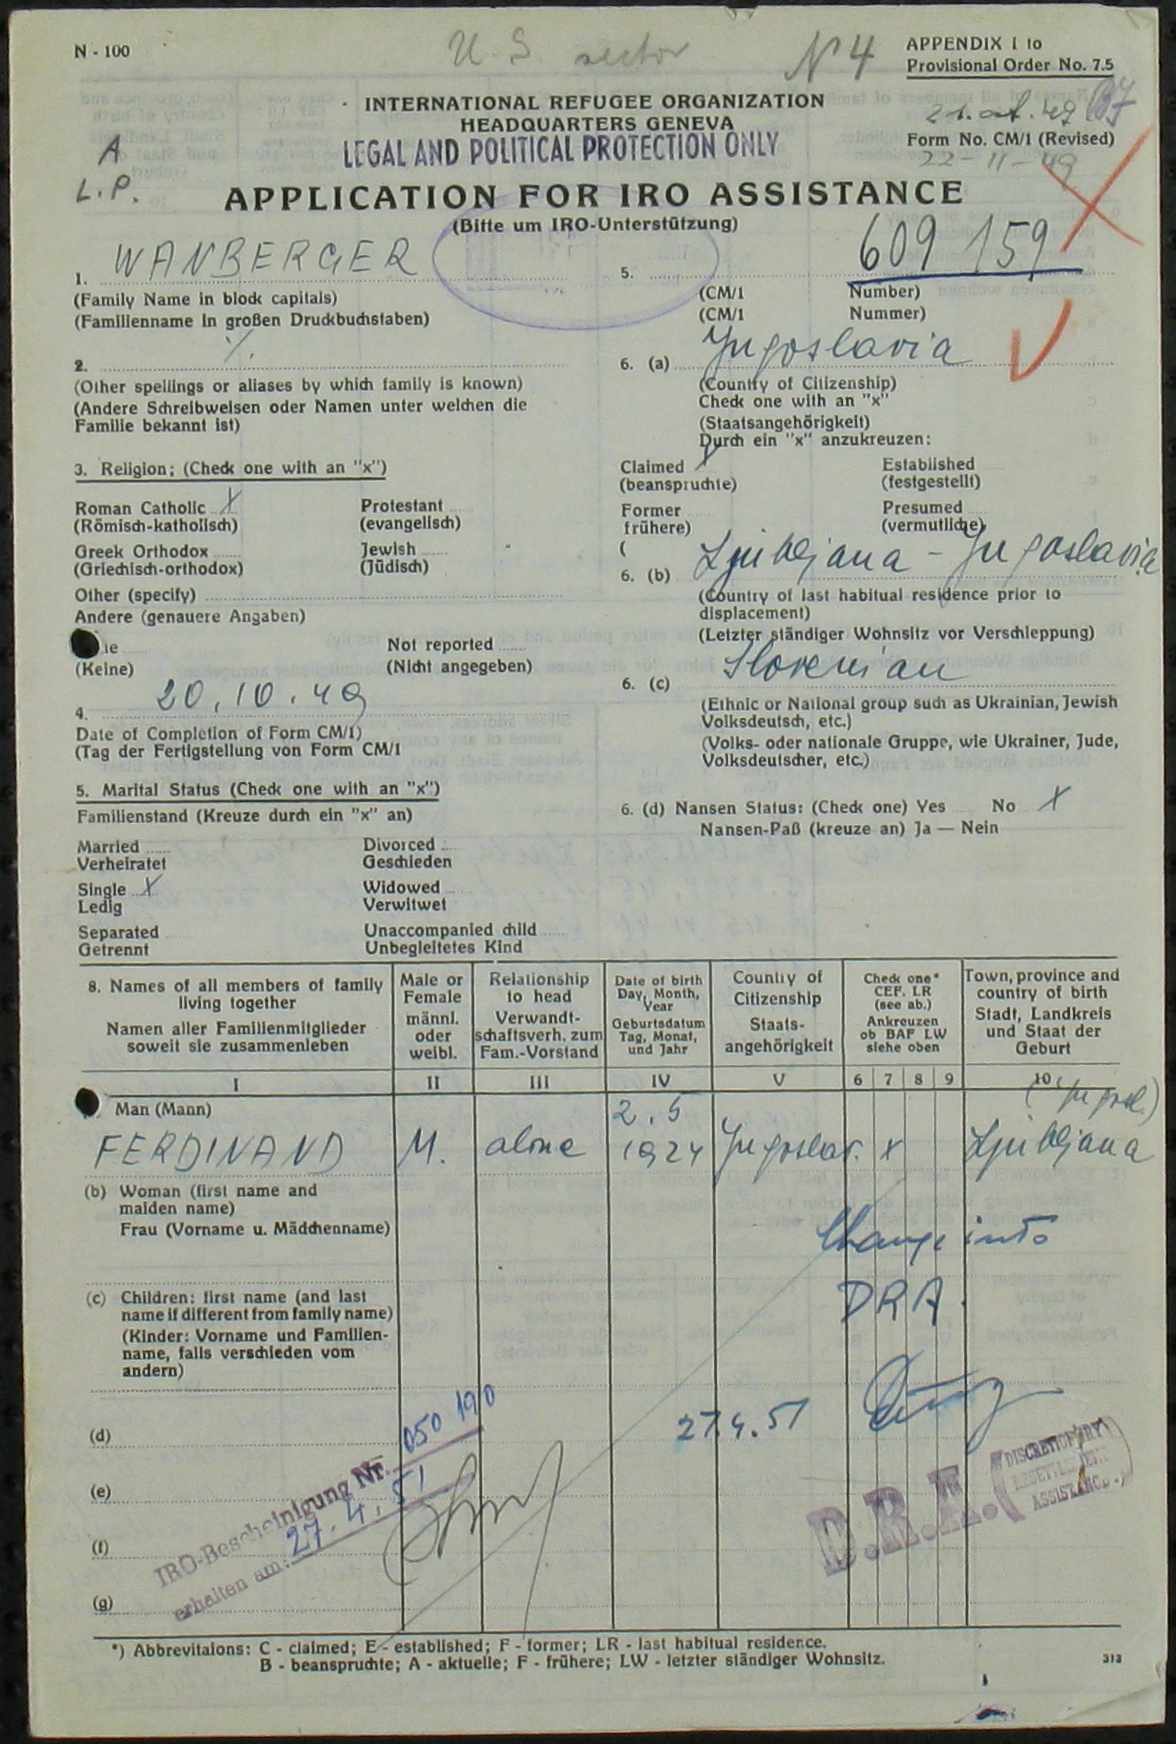 N - 100
U. S. sector
N 4
APPENDIX I to
Provisional Order No. 7.5
INTERNATIONAL REFUGEE ORGANIZATION
HEADQUARTERS GENEVA
LEGAL AND POLITICAL PROTECTION ONLY
Form No. CM/1 (Revised)
22-11-49
A
L.P.
APPLICATION FOR IRO ASSISTANCE
(Bitte um IRO-Unterstützung)
1. WANBERGER
(Family Name in block capitals)
(Familienname in großen Druckbuchstaben)
5. 609 159
(CM/1 Number)
(CM/1 Nummer)
2. %
(Other spellings or aliases by which family is known)
(Andere Schreibweisen oder Namen unter welchen die
Familie bekannt ist)
6. (a) Yugoslavia
(Country of Citizenship)
Check one with an "x"
(Staatsangehörigkeit)
Durch ein "x" anzukreuzen:
3. Religion; (Check one with an "x")
Claimed X Established
(beanspruchte) (festgestellt)
Roman Catholic X Protestant
(Römisch-katholisch) (evangelisch)
Former Presumed
frühere) (vermutliche)
Greek Orthodox Jewish
(Griechisch-orthodox) (Jüdisch)
(
6. (b) Ljubljana - Yugoslavia
(Country of last habitual residence prior to
displacement)
(Letzter ständiger Wohnsitz vor Verschleppung)
Other (specify)
Andere (genauere Angaben)
ne Not reported
(Keine) (Nicht angegeben)
6. (c) Slovenian
(Ethnic or National group such as Ukrainian, Jewish
Volksdeutsch, etc.)
(Volks- oder nationale Gruppe, wie Ukrainer, Jude,
Volksdeutscher, etc.)
4. 20.10.49
Date of Completion of Form CM/1)
(Tag der Fertigstellung von Form CM/1
5. Marital Status (Check one with an "x")
Familienstand (Kreuze durch ein "x" an)
6. (d) Nansen Status: (Check one) Yes No X
Nansen-Paß (kreuze an) Ja — Nein
Married Divorced
Verheiratet Geschieden
Single X Widowed
Ledig Verwitwet
Separated Unaccompanied child
Getrennt Unbegleitetes Kind
8. Names of all members of family
living together
Namen aller Familienmitglieder
soweit sie zusammenleben
Male or
Female
männl.
oder
weibl.
Relationship
to head
Verwandt-
schaftsverh. zum
Fam.-Vorstand
Date of birth
Day, Month,
Year
Geburtsdatum
Tag, Monat,
und Jahr
Country of
Citizenship
Staats-
angehörigkeit
Check one*
CEF. LR
(see ab.)
Ankreuzen
ob BAF LW
siehe oben
Town, province and
country of birth
Stadt, Landkreis
und Staat der
Geburt
I II III IV V 6 7 8 9 10
Man (Mann) 2.5 (Yugosl.)
FERDINAND M. alone 1924 Yugoslav. x Ljubljana
(b) Woman (first name and
maiden name)
Frau (Vorname u. Mädchenname)
Change into
DRA.
(c) Children: first name (and last
name if different from family name)
(Kinder: Vorname und Familien-
name, falls verschieden vom
andern)
(d) 27.4.51
(e)
(f)
(g)
IRO-Bescheinigung Nr. 050 190
erhalten am: 27.4.51
D.R.A. (DISCRETIONARY
RESETTLEMENT
ASSISTANCE.)
*) Abbrevitaions: C - claimed; E - established; F - former; LR - last habitual residence.
B - beanspruchte; A - aktuelle; F - frühere; LW - letzter ständiger Wohnsitz.
313